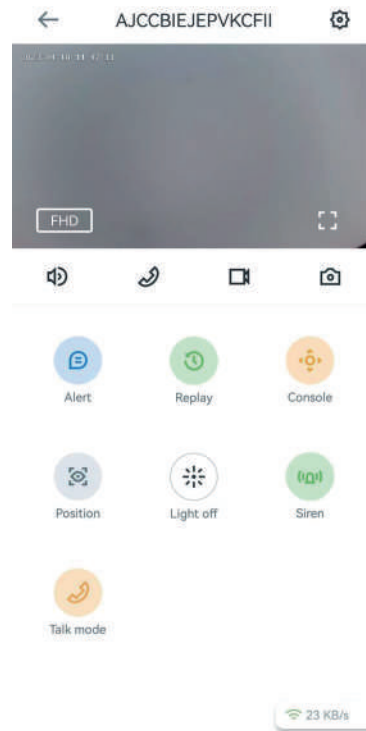 AJCCBIEJEPVKCFII
FHD
Alert Replay Console
Position Light off Siren
Talk mode
23 KB/s